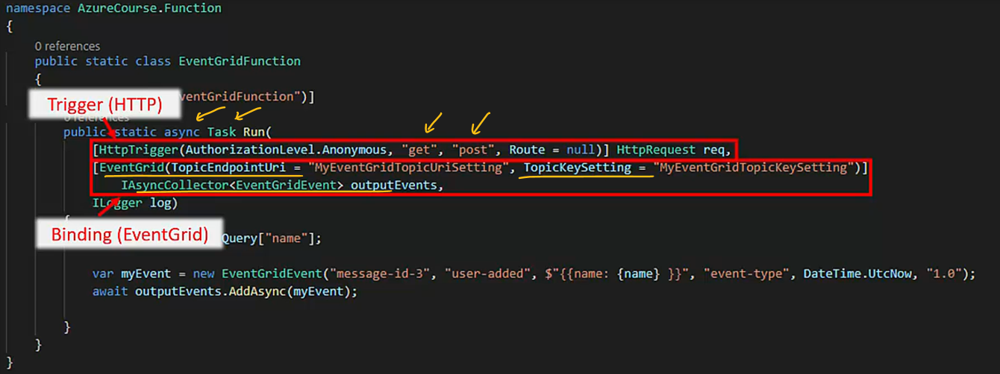 namespace AzureCourse.Function
{
0 references
public static class EventGridFunction
{
Trigger (HTTP)
ventGridFunction")]
0 references
public static async Task Run(
[HttpTrigger(AuthorizationLevel.Anonymous, "get", "post", Route = null)] HttpRequest req,
[EventGrid(TopicEndpointUri = "MyEventGridTopicUriSetting", TopicKeySetting = "MyEventGridTopicKeySetting")]
IAsyncCollector<EventGridEvent> outputEvents,
ILogger log)
{
Binding (EventGrid)
Query["name"];
var myEvent = new EventGridEvent("message-id-3", "user-added", $"{{name: {name} }}", "event-type", DateTime.UtcNow, "1.0");
await outputEvents.AddAsync(myEvent);
}
}
}